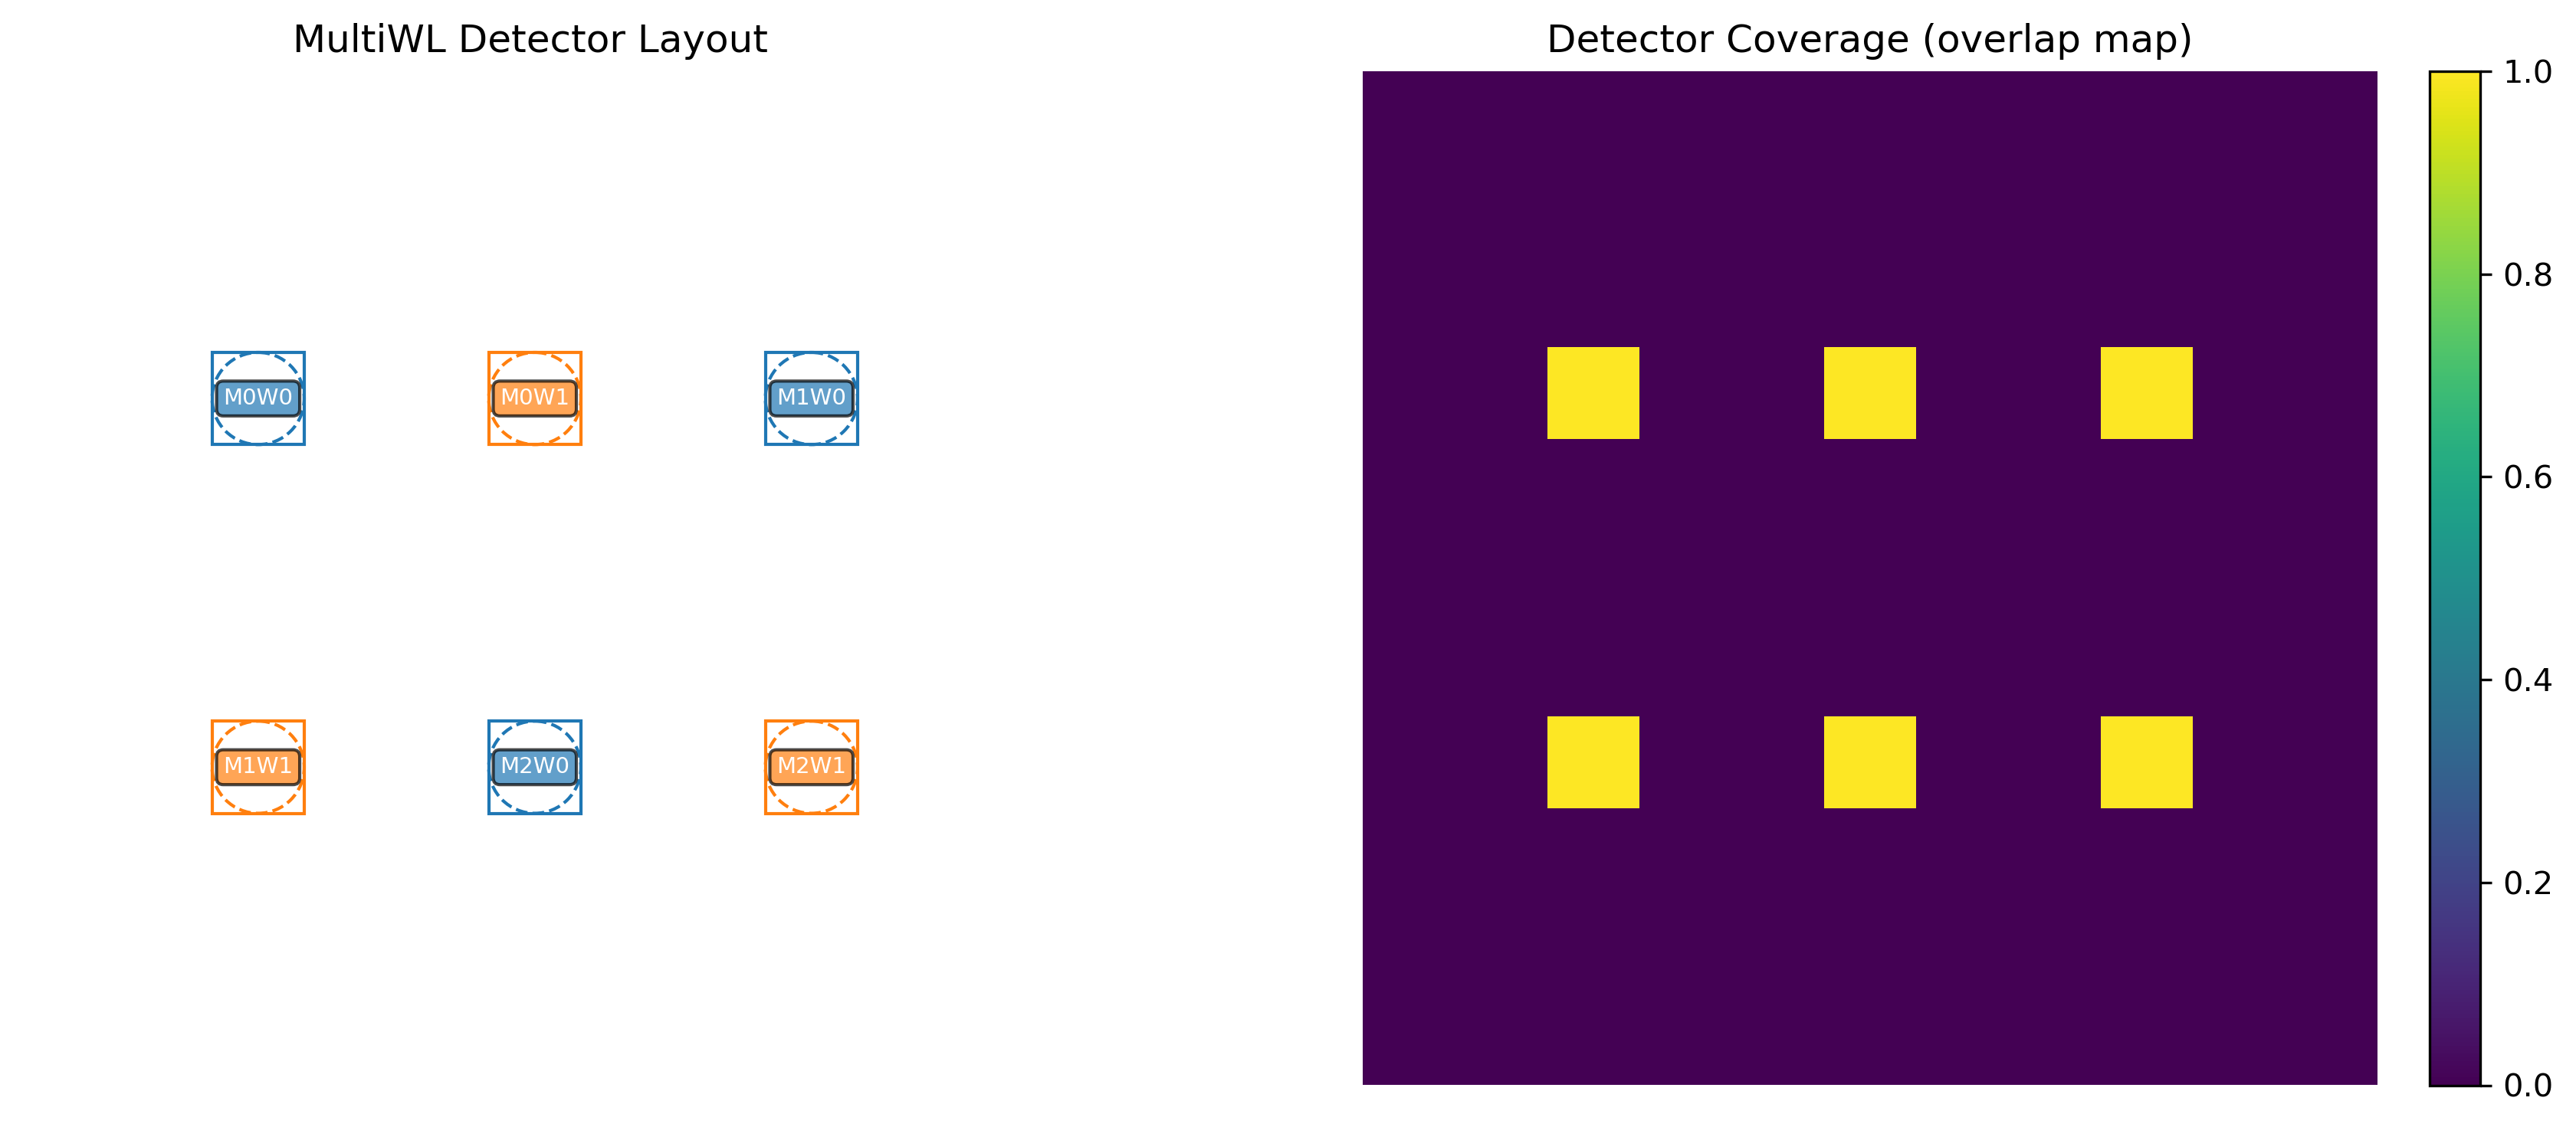 MultiWL Detector Layout
M0W0
M0W1
M1W0
M1W1
M2W0
M2W1
Detector Coverage (overlap map)
1.0
0.8
0.6
0.4
0.2
0.0